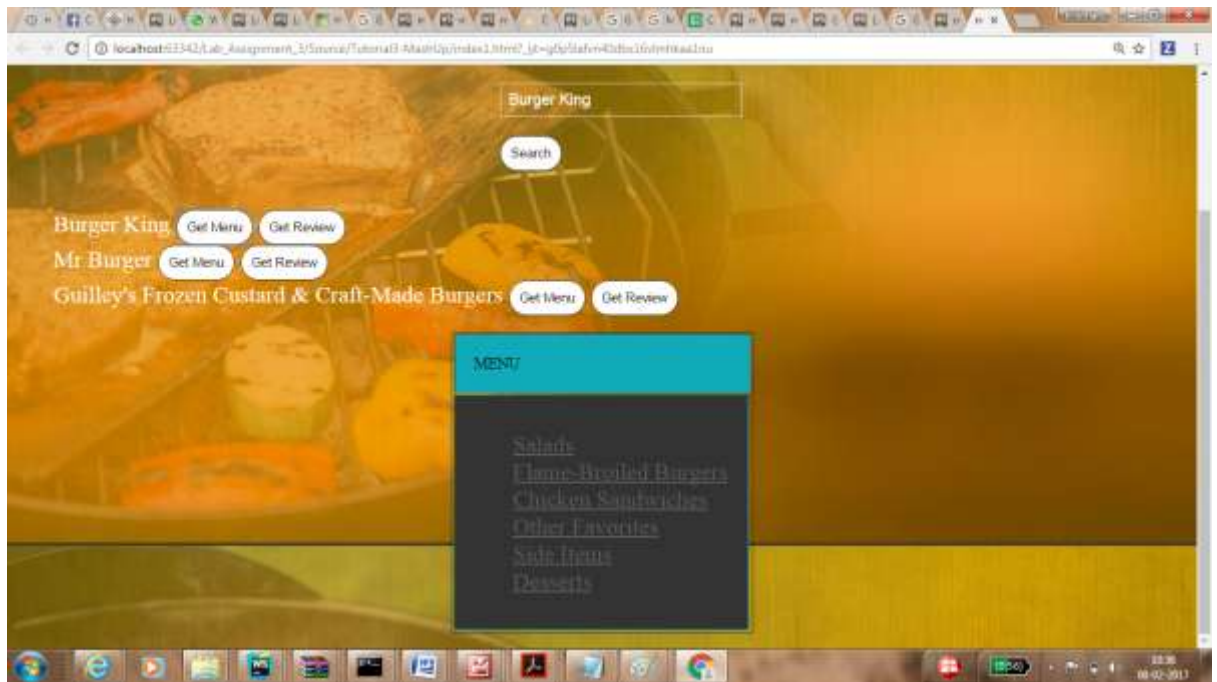 Burger King
Search
Burger King Get Menu Get Review
Mr Burger Get Menu Get Review
Guilley's Frozen Custard & Craft-Made Burgers Get Menu Get Review
MENU
Salads
Flame-Broiled Burgers
Chicken Sandwiches
Other Favorites
Side Items
Desserts